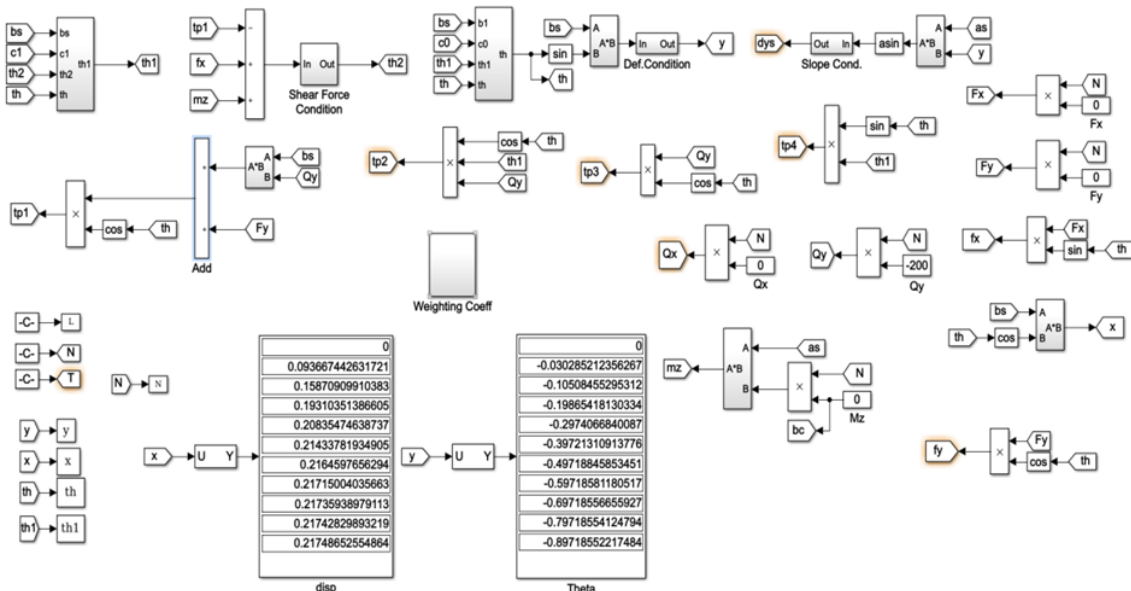 bs
bs
c1
c1
th2
th2
th1
th1
th
th
tp1
fx
mz
In Out
Shear Force
Condition
th2
bs
b1
c0
c0
th1
th1
th
th
th
sin
th
bs
A
A*B
B
In Out
Def.Condition
y
dys
Out In
Slope Cond.
asin
A
A*B
B
as
y
Fx
×
N
0
Fx
tp1
×
cos
th
Add
A
A*B
B
bs
Qy
Fy
tp2
×
cos
th
th1
Qy
tp3
×
Qy
cos
th
tp4
×
sin
th
th1
Fy
×
N
0
Fy
Weighting Coeff
Qx
×
N
0
Qx
Qy
×
N
-200
Qy
fx
×
Fx
sin
th
bs
th
cos
A
A*B
B
x
-C-
L
-C-
N
-C-
T
N
N
y
y
x
x
th
th
th1
th1
x
U Y
0
0.093667442631721
0.15870909910383
0.19310351386605
0.20835474638737
0.21433781934905
0.2164597656294
0.21715004035663
0.21735938979113
0.21742829893219
0.21748652554864
disp
y
U Y
0
-0.030285212356267
-0.10508455295312
-0.19865418130334
-0.2974066840087
-0.39721310913776
-0.49718845853451
-0.59718581180517
-0.69718556655927
-0.79718554124794
-0.89718552217484
Theta
mz
A
A*B
B
as
×
N
0
Mz
bc
fy
×
Fy
cos
th